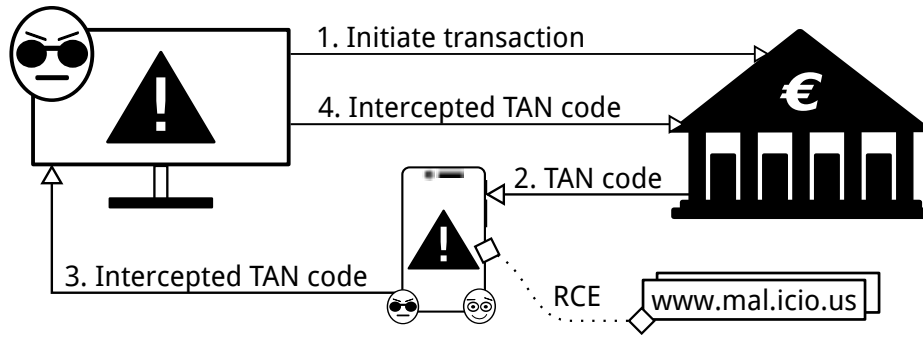 1. Initiate transaction
€
4. Intercepted TAN code
!
2. TAN code
!
3. Intercepted TAN code
RCE
www.mal.icio.us